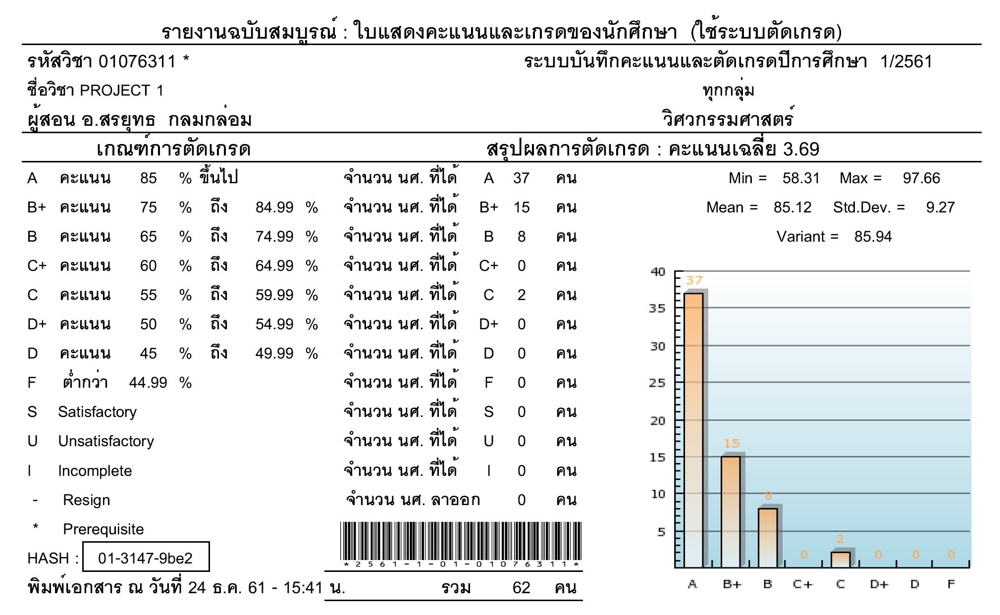 รายงานฉบับสมบูรณ์ : ใบแสดงคะแนนและเกรดของนักศึกษา (ใช้ระบบตัดเกรด)
รหัสวิชา 01076311 * ระบบบันทึกคะแนนและตัดเกรดปีการศึกษา 1/2561
ชื่อวิชา PROJECT 1 ทุกกลุ่ม
ผู้สอน อ.สรยุทธ กลมกล่อม วิศวกรรมศาสตร์
เกณฑ์การตัดเกรด สรุปผลการตัดเกรด : คะแนนเฉลี่ย 3.69
A คะแนน 85 % ขึ้นไป จำนวน นศ. ที่ได้ A 37 คน Min = 58.31 Max = 97.66
B+ คะแนน 75 % ถึง 84.99 % จำนวน นศ. ที่ได้ B+ 15 คน Mean = 85.12 Std.Dev. = 9.27
B คะแนน 65 % ถึง 74.99 % จำนวน นศ. ที่ได้ B 8 คน Variant = 85.94
C+ คะแนน 60 % ถึง 64.99 % จำนวน นศ. ที่ได้ C+ 0 คน
C คะแนน 55 % ถึง 59.99 % จำนวน นศ. ที่ได้ C 2 คน
D+ คะแนน 50 % ถึง 54.99 % จำนวน นศ. ที่ได้ D+ 0 คน
D คะแนน 45 % ถึง 49.99 % จำนวน นศ. ที่ได้ D 0 คน
F ต่ำกว่า 44.99 % จำนวน นศ. ที่ได้ F 0 คน
S Satisfactory จำนวน นศ. ที่ได้ S 0 คน
U Unsatisfactory จำนวน นศ. ที่ได้ U 0 คน
I Incomplete จำนวน นศ. ที่ได้ I 0 คน
- Resign จำนวน นศ. ลาออก 0 คน
* Prerequisite
HASH : 01-3147-9be2 *2561-1-01-01076311*
พิมพ์เอกสาร ณ วันที่ 24 ธ.ค. 61 - 15:41 น. รวม 62 คน
40
37
35
30
25
20
15
15
10
8
5
2
0 0 0 0
A B+ B C+ C D+ D F